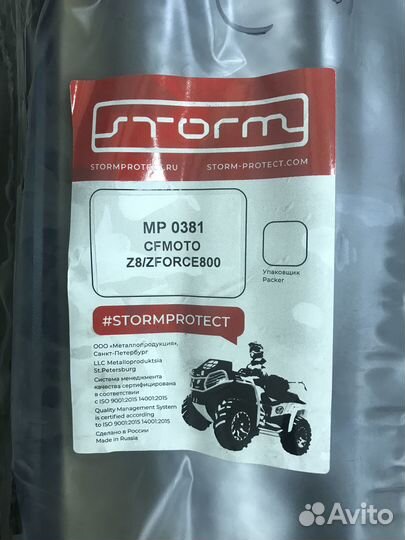 STORM
STORMPROTECT.RU STORM-PROTECT.COM
MP 0381
CFMOTO
Z8/ZFORCE800
Упаковщик
Packer
#STORMPROTECT
ООО «Металлопродукция»,
Санкт-Петербург
LLC Metalloproduktsia
St.Petersburg
Система менеджмента
качества сертифицирована
в соответствии
с ISO 9001:2015 14001:2015
Quality Management System
is certified according
to ISO 9001:2015 14001:2015
Сделано в России
Made in Russia
Avito